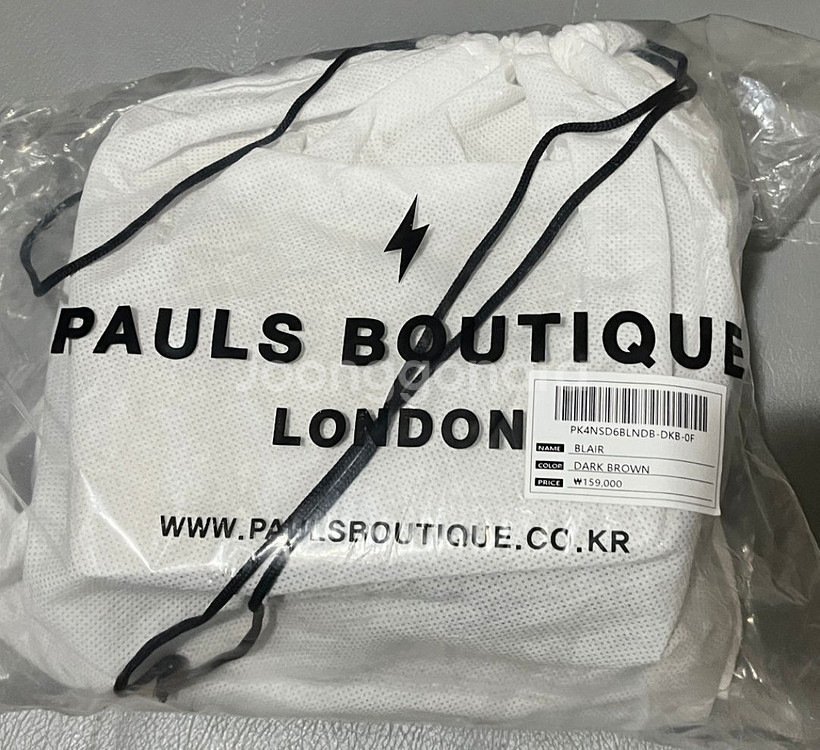 PAULS BOUTIQUE
LONDON
PK4NSD6BLNDB-DKB-0F
NAME BLAIR
COLOR DARK BROWN
PRICE ₩159,000
WWW.PAULSBOUTIQUE.CO.KR